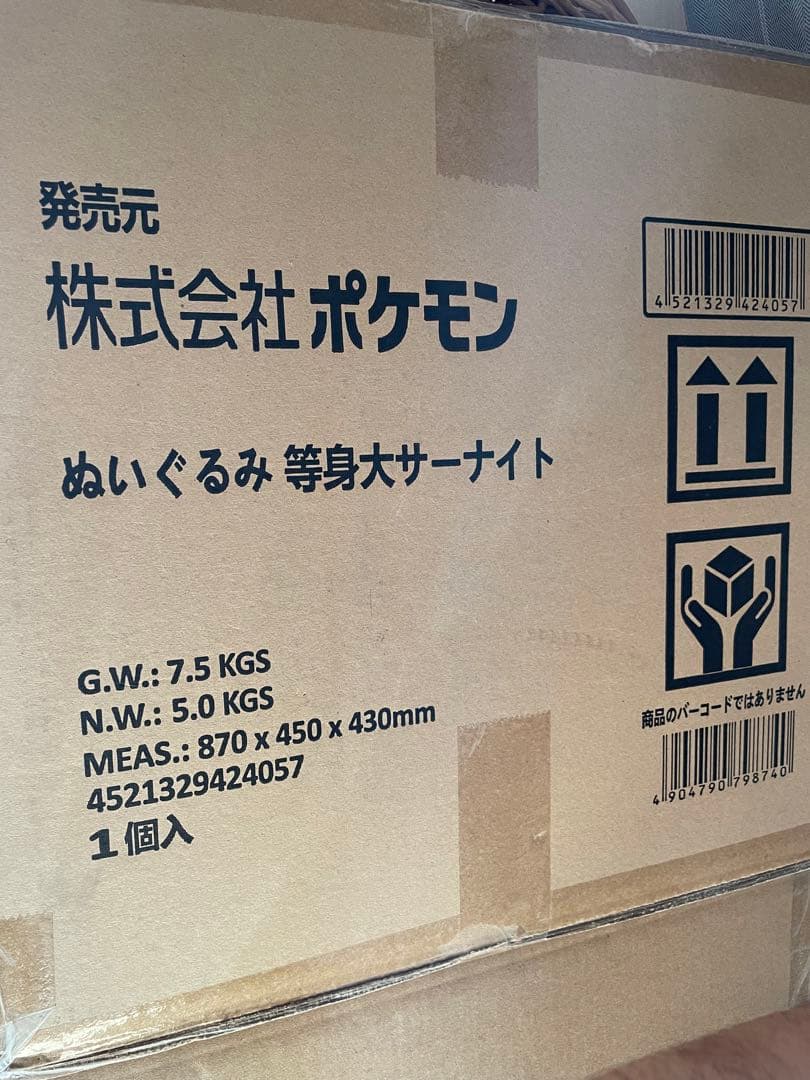 発売元
株式会社ポケモン
ぬいぐるみ 等身大サーナイト
G.W.: 7.5 KGS
N.W.: 5.0 KGS
MEAS.: 870 x 450 x 430mm
4521329424057
1個入
4 521329 424057
商品のバーコードではありません
4 904790 798740